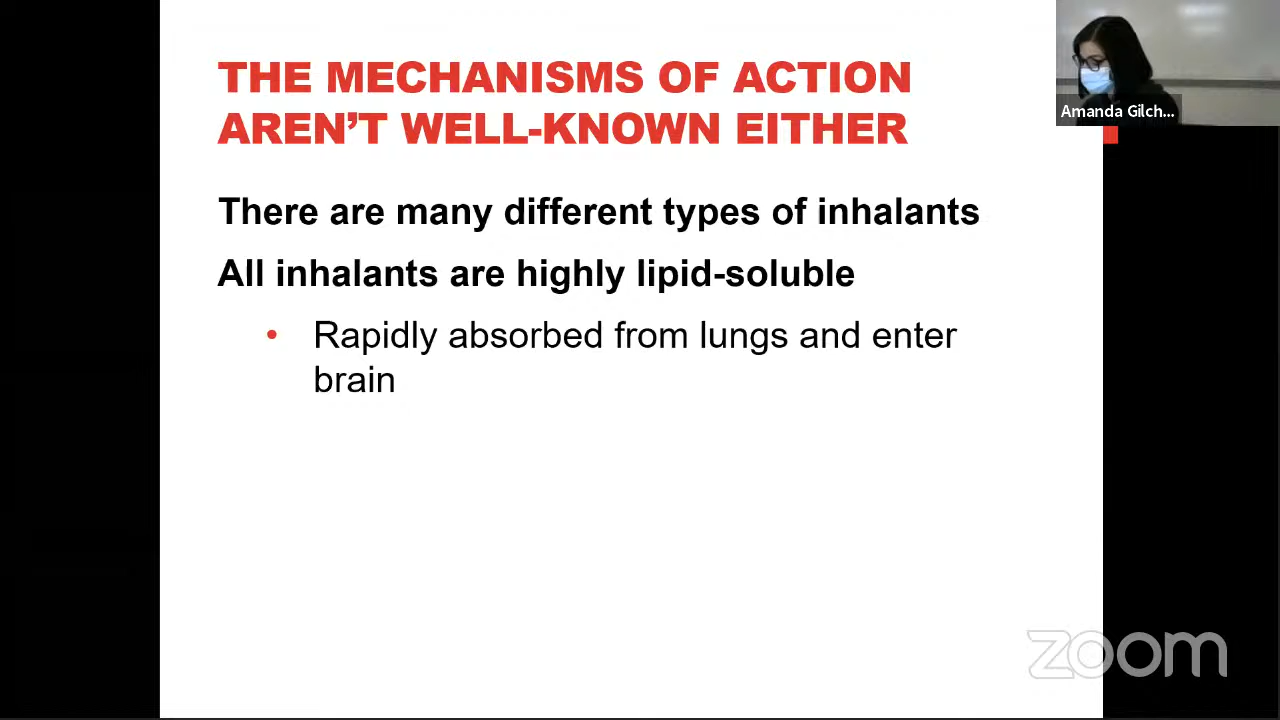 THE MECHANISMS OF ACTION
AREN’T WELL-KNOWN EITHER
Amanda Gilch...
There are many different types of inhalants
All inhalants are highly lipid-soluble
• Rapidly absorbed from lungs and enter
brain
zoom